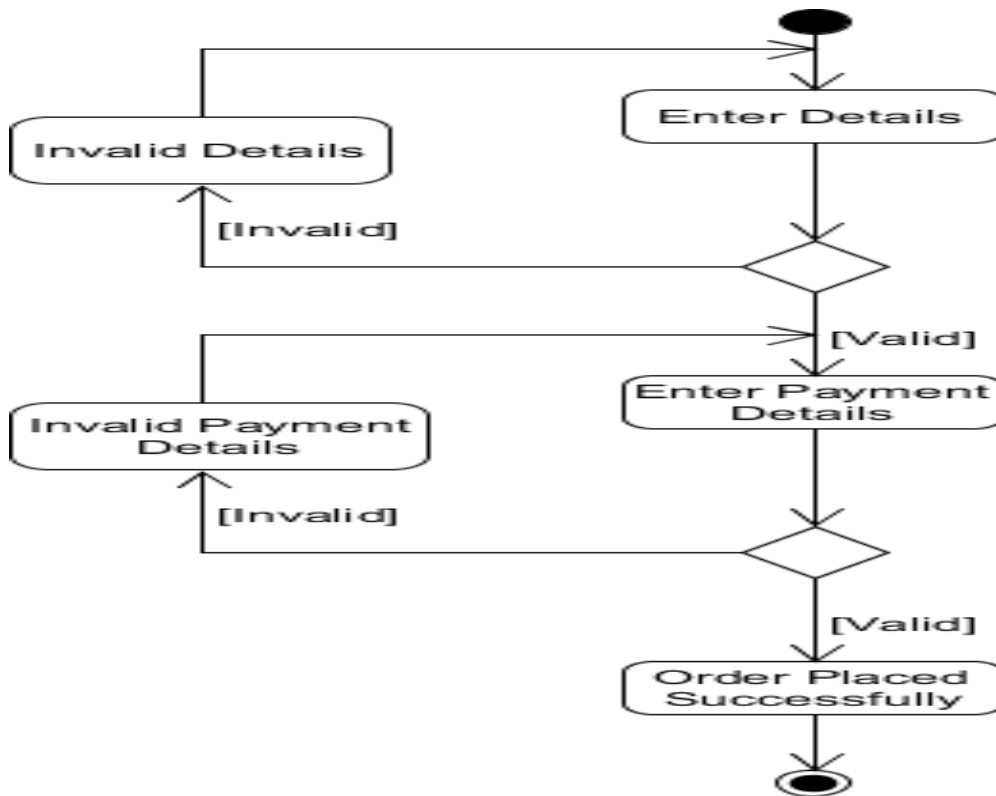 Enter Details
Invalid Details
[Invalid]
[Valid]
Enter Payment
Details
Invalid Payment
Details
[Invalid]
[Valid]
Order Placed
Successfully